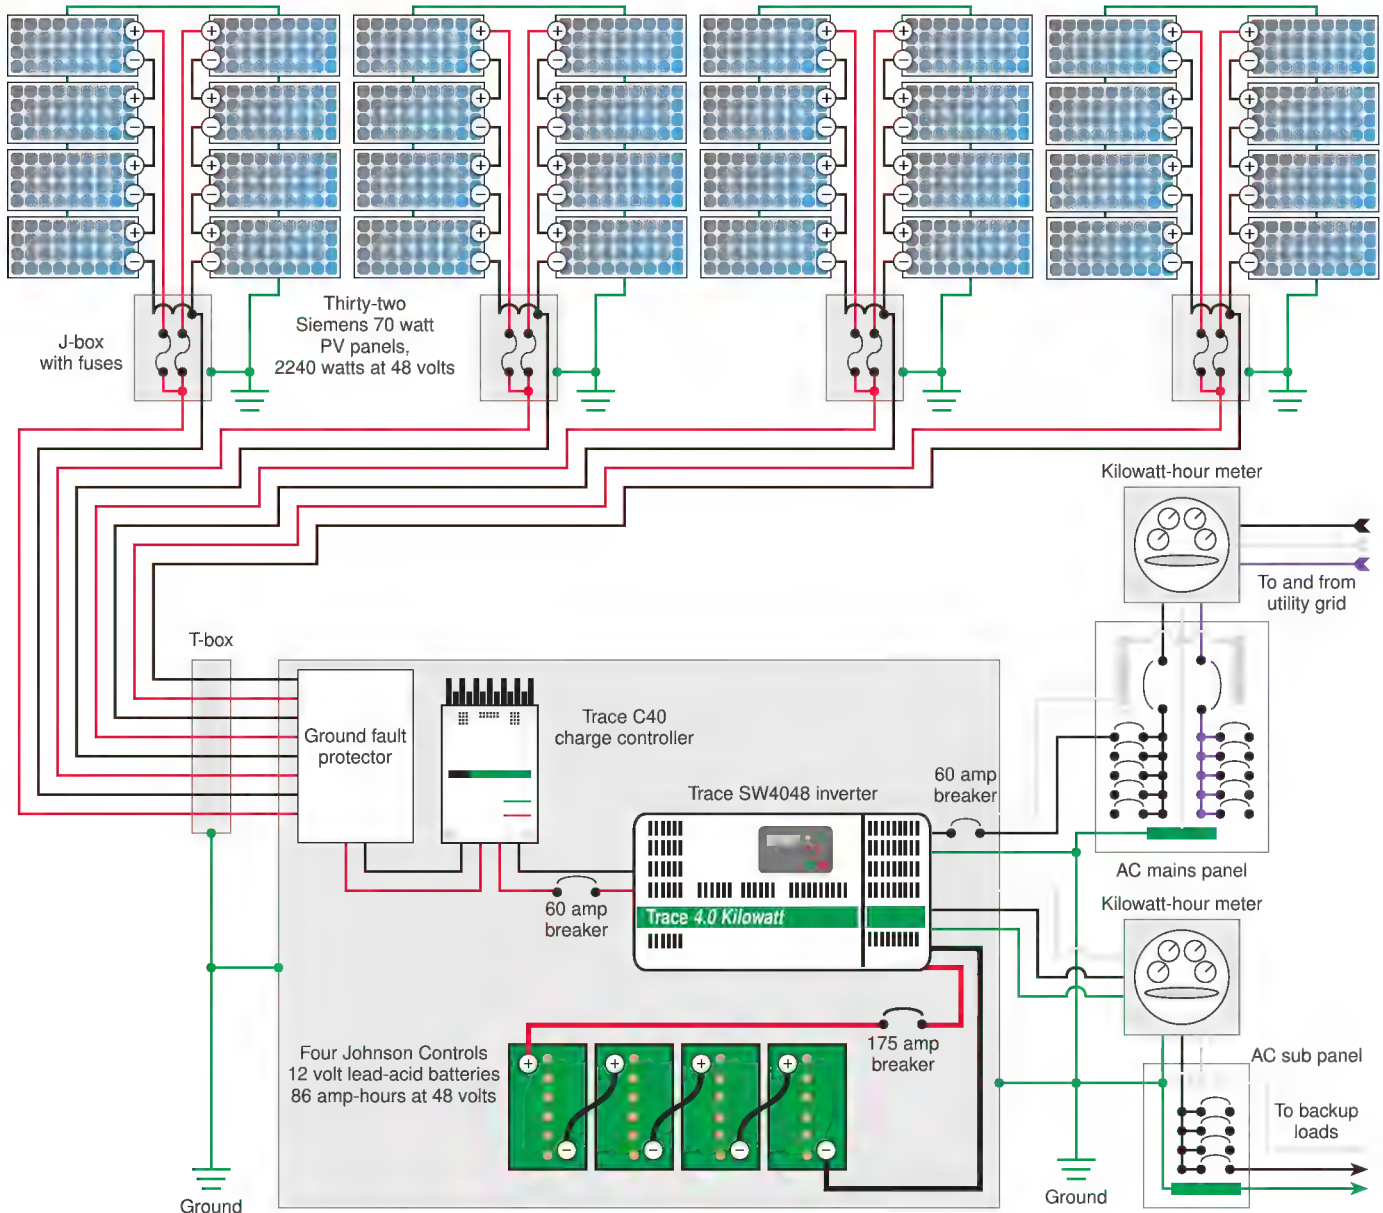 Thirty-two
Siemens 70 watt
PV panels,
2240 watts at 48 volts
J-box
with fuses
Kilowatt-hour meter
To and from
utility grid
T-box
Ground fault
protector
Trace C40
charge controller
60 amp
breaker
Trace SW4048 inverter
AC mains panel
60 amp
breaker
Trace 4.0 Kilowatt
Kilowatt-hour meter
175 amp
breaker
Four Johnson Controls
12 volt lead-acid batteries
86 amp-hours at 48 volts
AC sub panel
To backup
loads
Ground
Ground